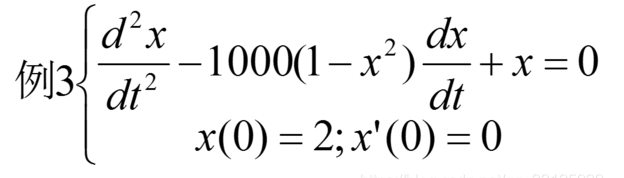 例3 { d²x/dt² − 1000(1 − x²) dx/dt + x = 0
x(0) = 2; x'(0) = 0